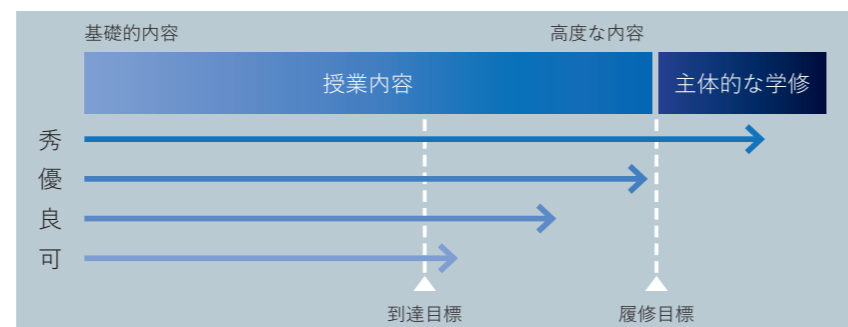 基礎的内容
高度な内容
授業内容
主体的な学修
秀
優
良
可
到達目標
履修目標